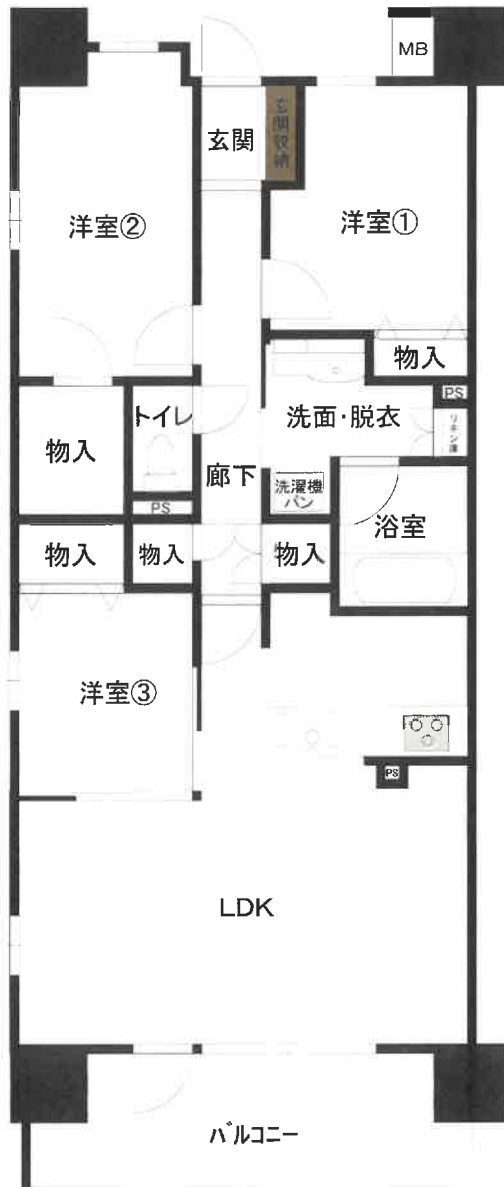 MB
玄関
玄関収納
洋室②
洋室①
物入
PS
トイレ
洗面・脱衣
リネン庫
物入
廊下
洗濯機
パン
PS
浴室
物入
物入
物入
洋室③
PS
LDK
バルコニー